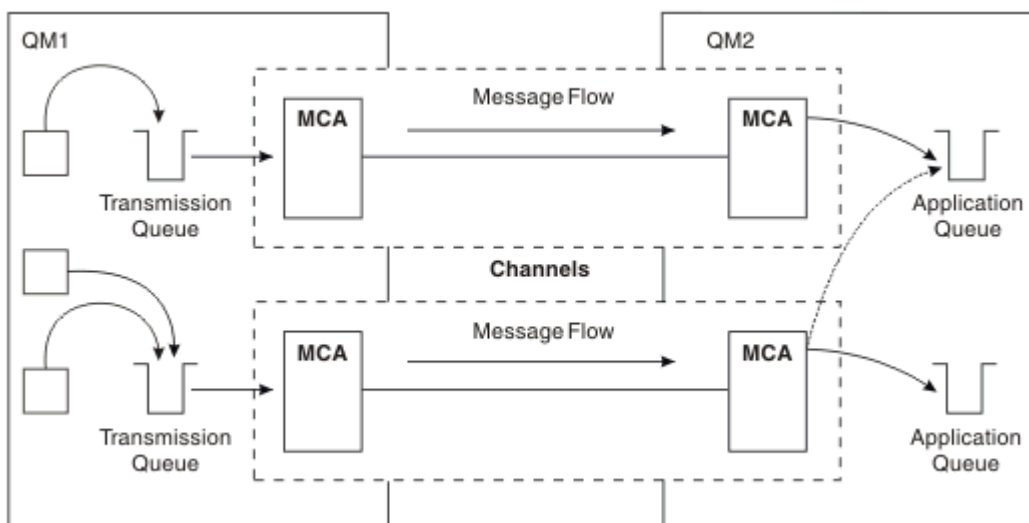 QM1
QM2
Message Flow
MCA
MCA
Transmission
Queue
Application
Queue
Channels
Message Flow
MCA
MCA
Transmission
Queue
Application
Queue